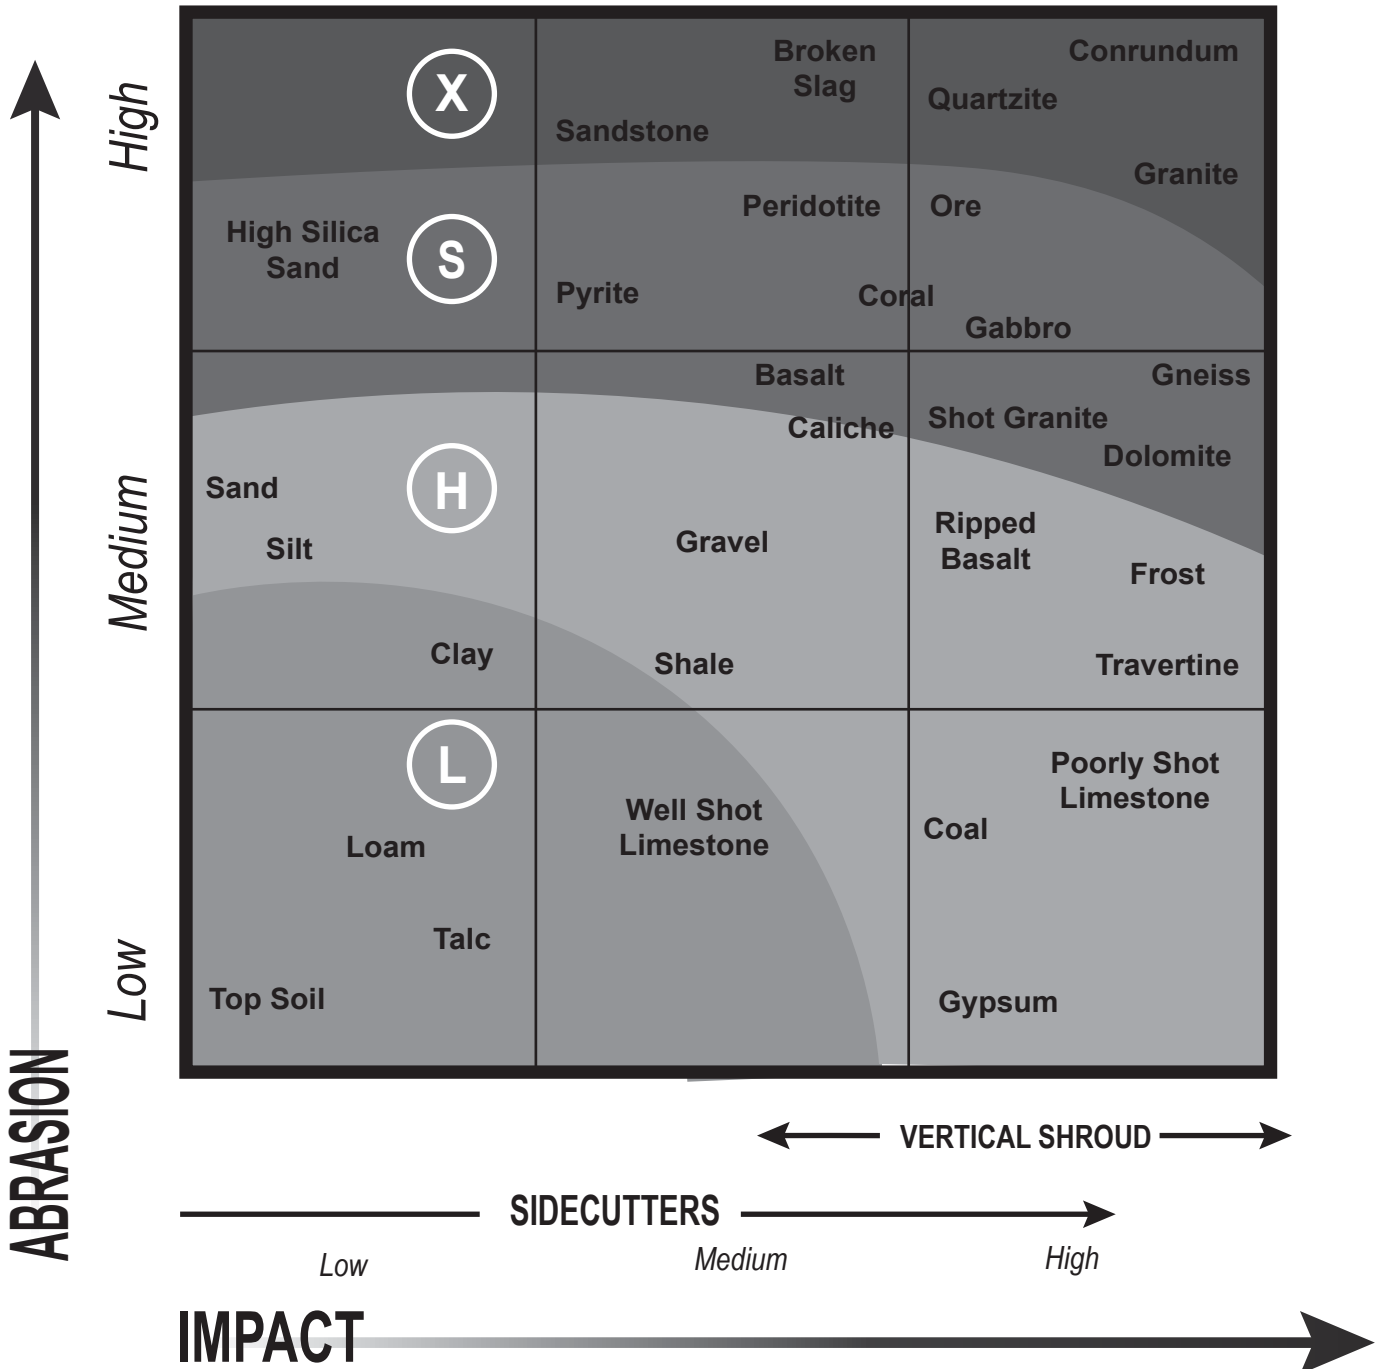 High
X
Broken
Slag
Conrundum
Quartzite
Sandstone
Granite
High Silica
Sand
S
Peridotite
Ore
Pyrite
Coral
Gabbro
Medium
Basalt
Gneiss
Caliche
Shot Granite
Dolomite
Sand
H
Silt
Gravel
Ripped
Basalt
Frost
Clay
Shale
Travertine
Low
L
Poorly Shot
Limestone
Well Shot
Limestone
Coal
Loam
Talc
Top Soil
Gypsum
ABRASION
VERTICAL SHROUD
SIDECUTTERS
Low
Medium
High
IMPACT